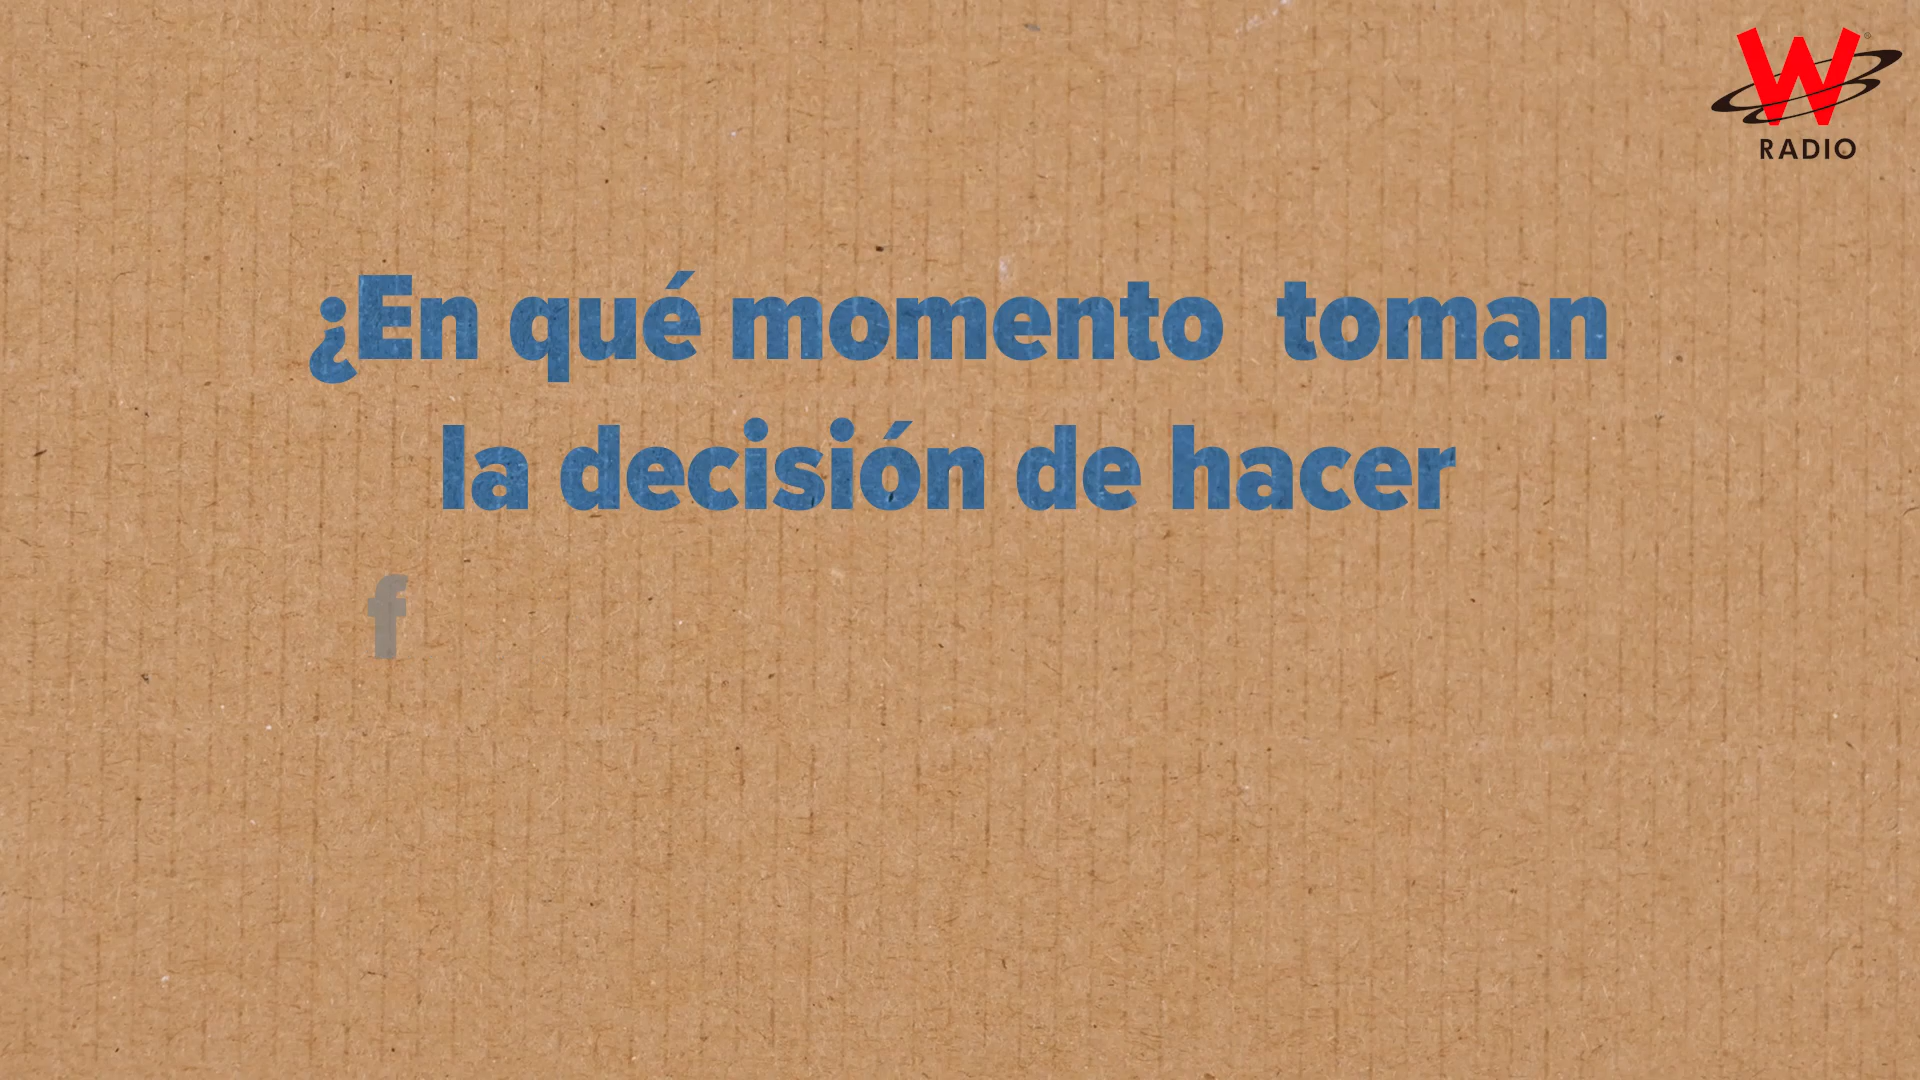 W
RADIO
¿En qué momento toman
la decisión de hacer
f